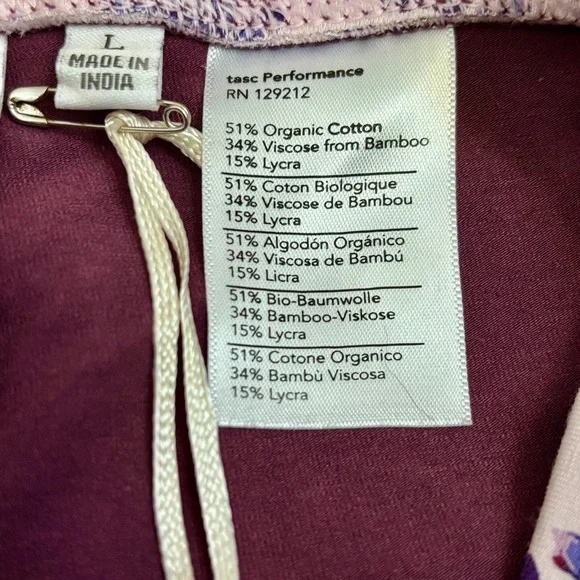 L
MADE IN
INDIA
tasc Performance
RN 129212
51% Organic Cotton
34% Viscose from Bamboo
15% Lycra
51% Coton Biologique
34% Viscose de Bambou
15% Lycra
51% Algodón Orgánico
34% Viscosa de Bambú
15% Licra
51% Bio-Baumwolle
34% Bamboo-Viskose
15% Lycra
51% Cotone Organico
34% Bambù Viscosa
15% Lycra